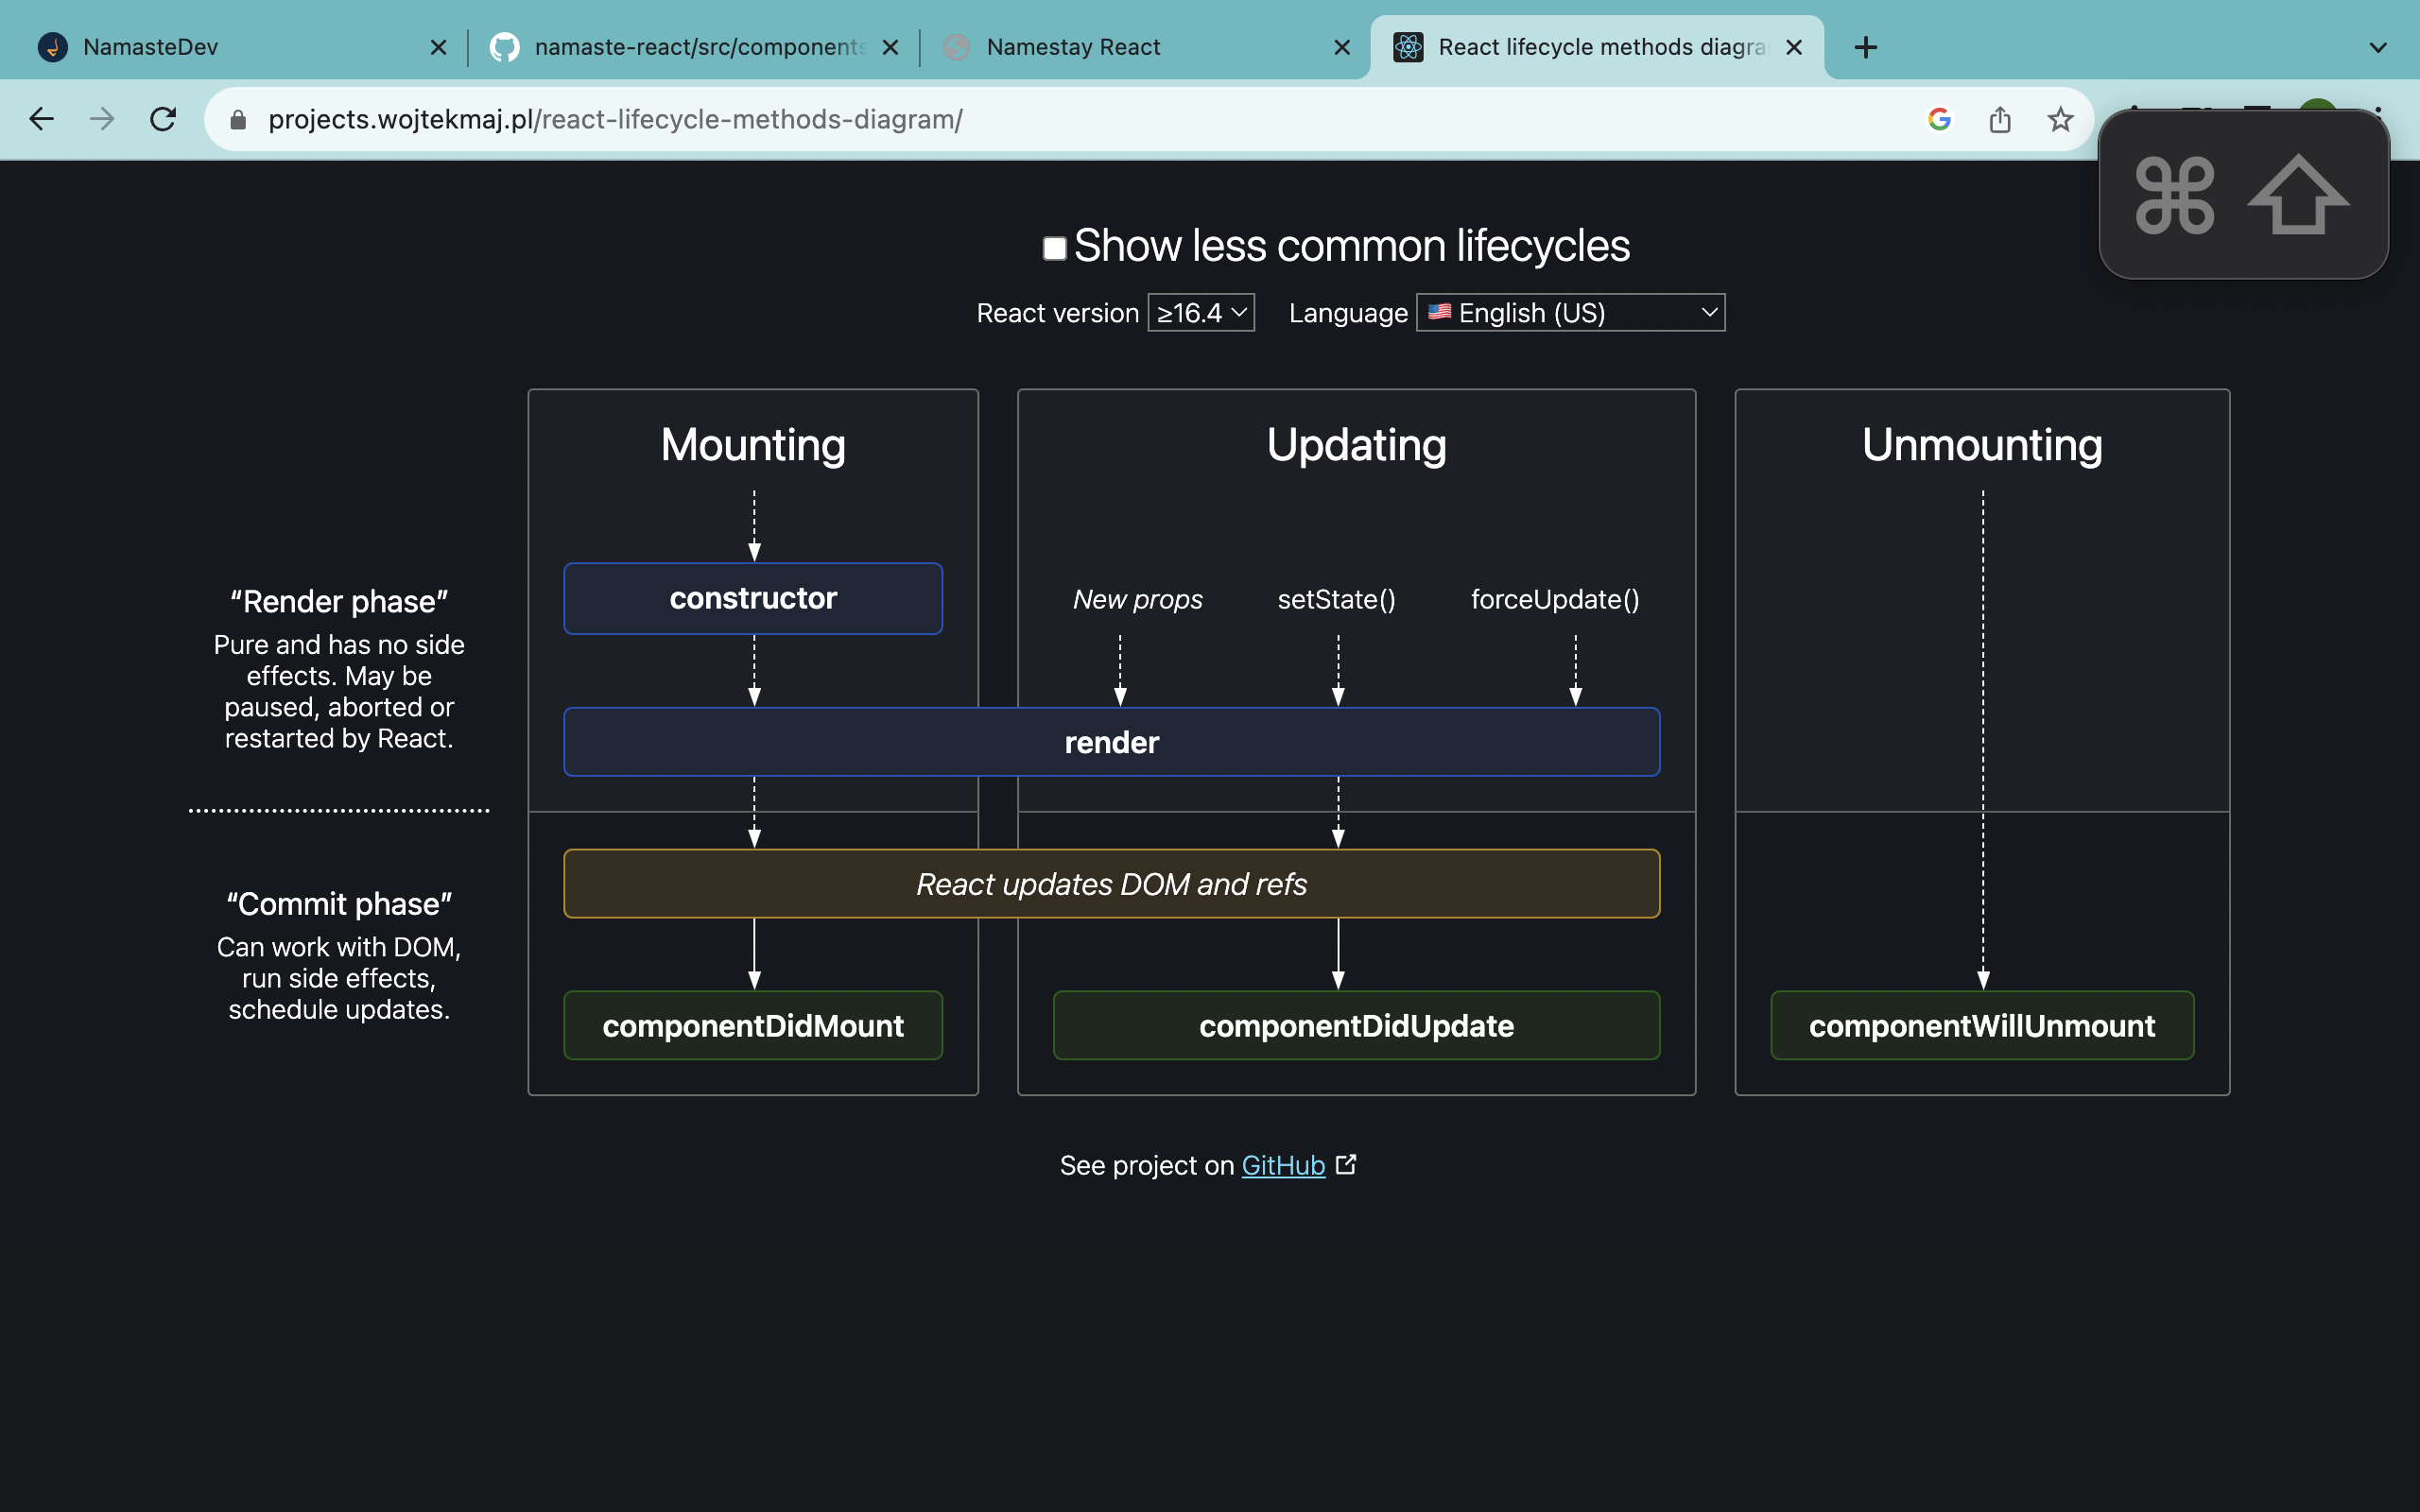 NamasteDev
namaste-react/src/components
Namestay React
React lifecycle methods diagra
projects.wojtekmaj.pl/react-lifecycle-methods-diagram/
Show less common lifecycles
React version ≥16.4 Language 🇺🇸 English (US)
Mounting
Updating
Unmounting
“Render phase”
Pure and has no side
effects. May be
paused, aborted or
restarted by React.
constructor
New props
setState()
forceUpdate()
render
“Commit phase”
Can work with DOM,
run side effects,
schedule updates.
React updates DOM and refs
componentDidMount
componentDidUpdate
componentWillUnmount
See project on GitHub